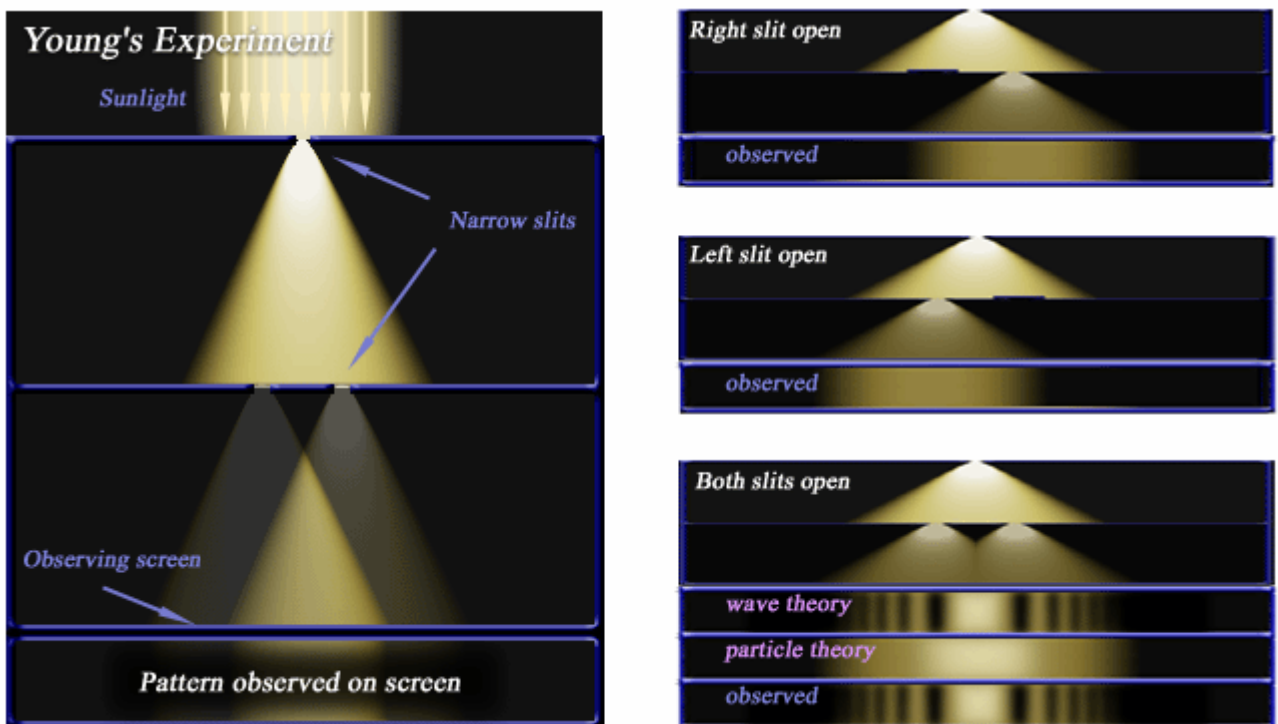 Young's Experiment
Sunlight
Narrow slits
Observing screen
Pattern observed on screen
Right slit open
observed
Left slit open
observed
Both slits open
wave theory
particle theory
observed